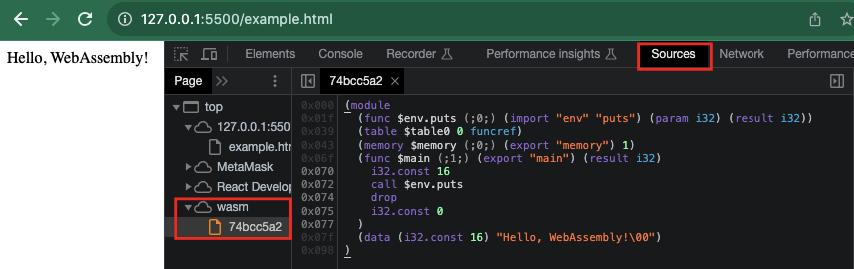 127.0.0.1:5500/example.html
Hello, WebAssembly!
Elements Console Recorder Performance insights Sources Network Performance
Page
74bcc5a2 ×
top
127.0.0.1:550
example.ht
MetaMask
React Develop
wasm
74bcc5a2
0x000 (module
0x01f (func $env.puts (;0;) (import "env" "puts") (param i32) (result i32))
0x039 (table $table0 0 funcref)
0x043 (memory $memory (;0;) (export "memory") 1)
0x06f (func $main (;1;) (export "main") (result i32)
0x070 i32.const 16
0x072 call $env.puts
0x074 drop
0x075 i32.const 0
0x077 )
0x07f (data (i32.const 16) "Hello, WebAssembly!\00")
0x098 )